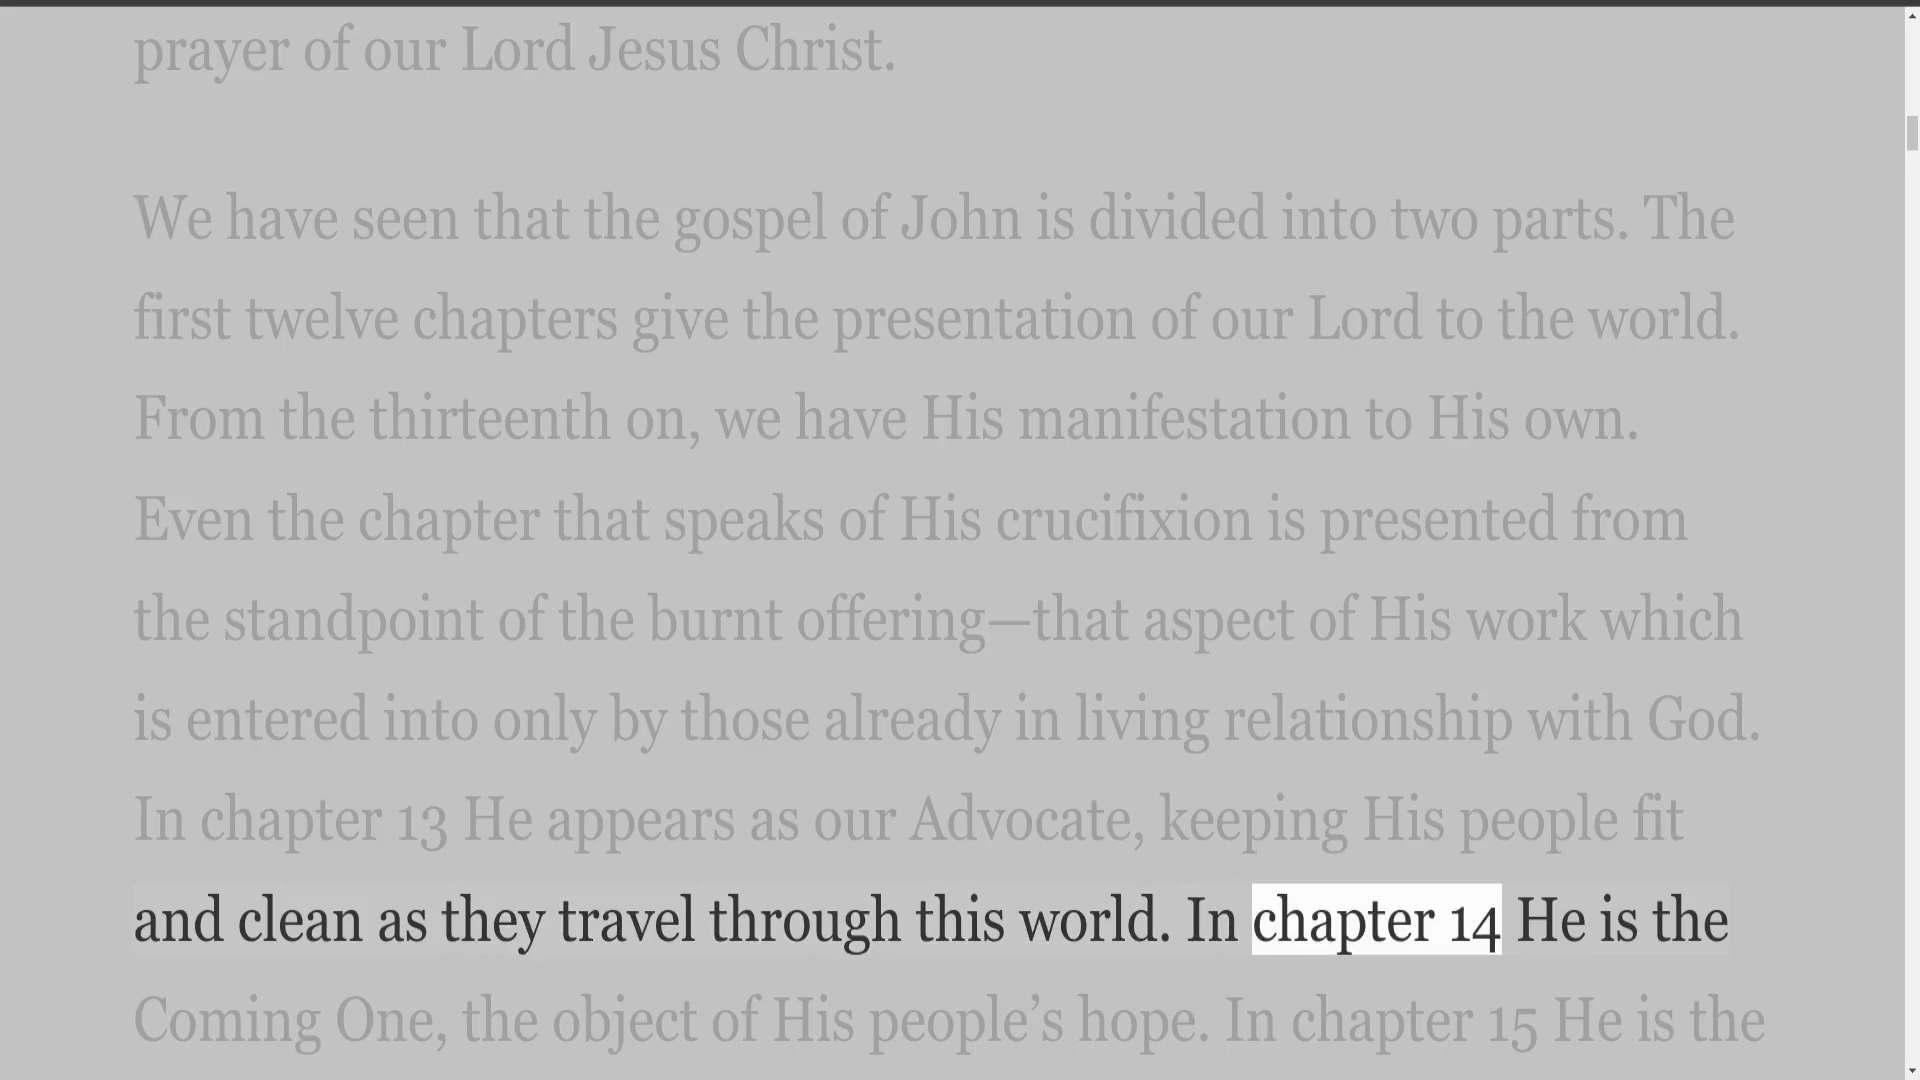 prayer of our Lord Jesus Christ.
We have seen that the gospel of John is divided into two parts. The
first twelve chapters give the presentation of our Lord to the world.
From the thirteenth on, we have His manifestation to His own.
Even the chapter that speaks of His crucifixion is presented from
the standpoint of the burnt offering—that aspect of His work which
is entered into only by those already in living relationship with God.
In chapter 13 He appears as our Advocate, keeping His people fit
and clean as they travel through this world. In chapter 14 He is the
Coming One, the object of His people’s hope. In chapter 15 He is the